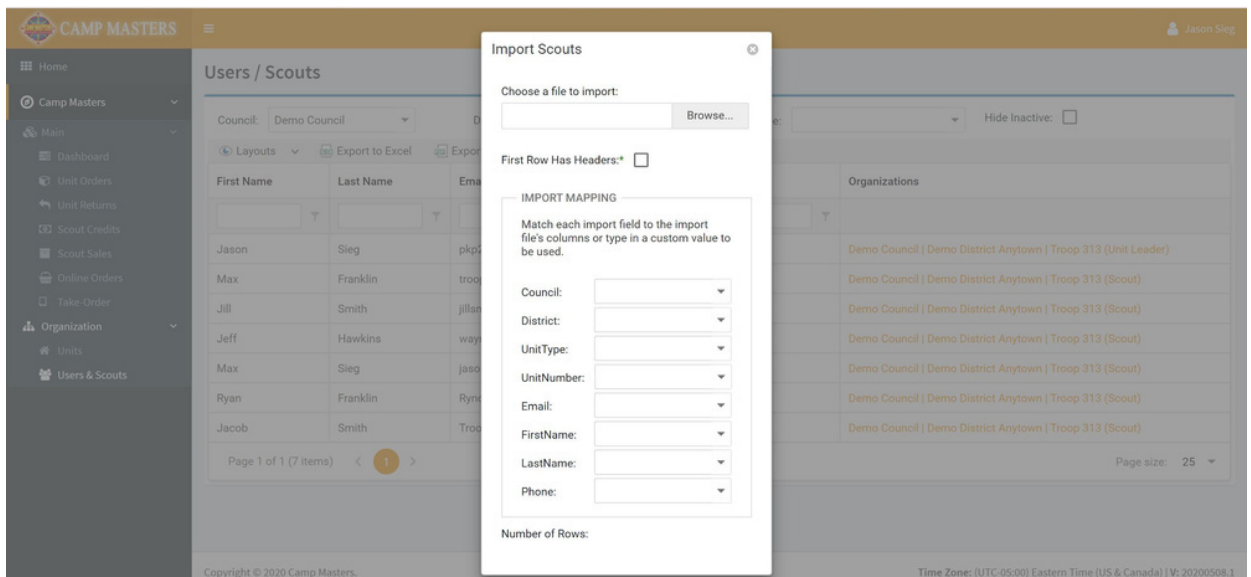 CAMP MASTERS
Jason Sieg
Home
Camp Masters
Main
Dashboard
Unit Orders
Unit Returns
Scout Credits
Scout Sales
Online Orders
Take-Order
Organization
Units
Users & Scouts
Users / Scouts
Council: Demo Council
Hide Inactive:
Layouts Export to Excel
First Name Last Name Organizations
Jason Sieg Demo Council | Demo District Anytown | Troop 313 (Unit Leader)
Max Franklin Demo Council | Demo District Anytown | Troop 313 (Scout)
Jill Smith Demo Council | Demo District Anytown | Troop 313 (Scout)
Jeff Hawkins Demo Council | Demo District Anytown | Troop 313 (Scout)
Max Sieg Demo Council | Demo District Anytown | Troop 313 (Scout)
Ryan Franklin Demo Council | Demo District Anytown | Troop 313 (Scout)
Jacob Smith Demo Council | Demo District Anytown | Troop 313 (Scout)
Page 1 of 1 (7 items) < 1 > Page size: 25
Import Scouts
Choose a file to import:
Browse...
First Row Has Headers:*
IMPORT MAPPING
Match each import field to the import
file's columns or type in a custom value to
be used.
Council:
District:
UnitType:
UnitNumber:
Email:
FirstName:
LastName:
Phone:
Number of Rows:
Copyright © 2020 Camp Masters. Time Zone: (UTC-05:00) Eastern Time (US & Canada) | V: 20200508.1